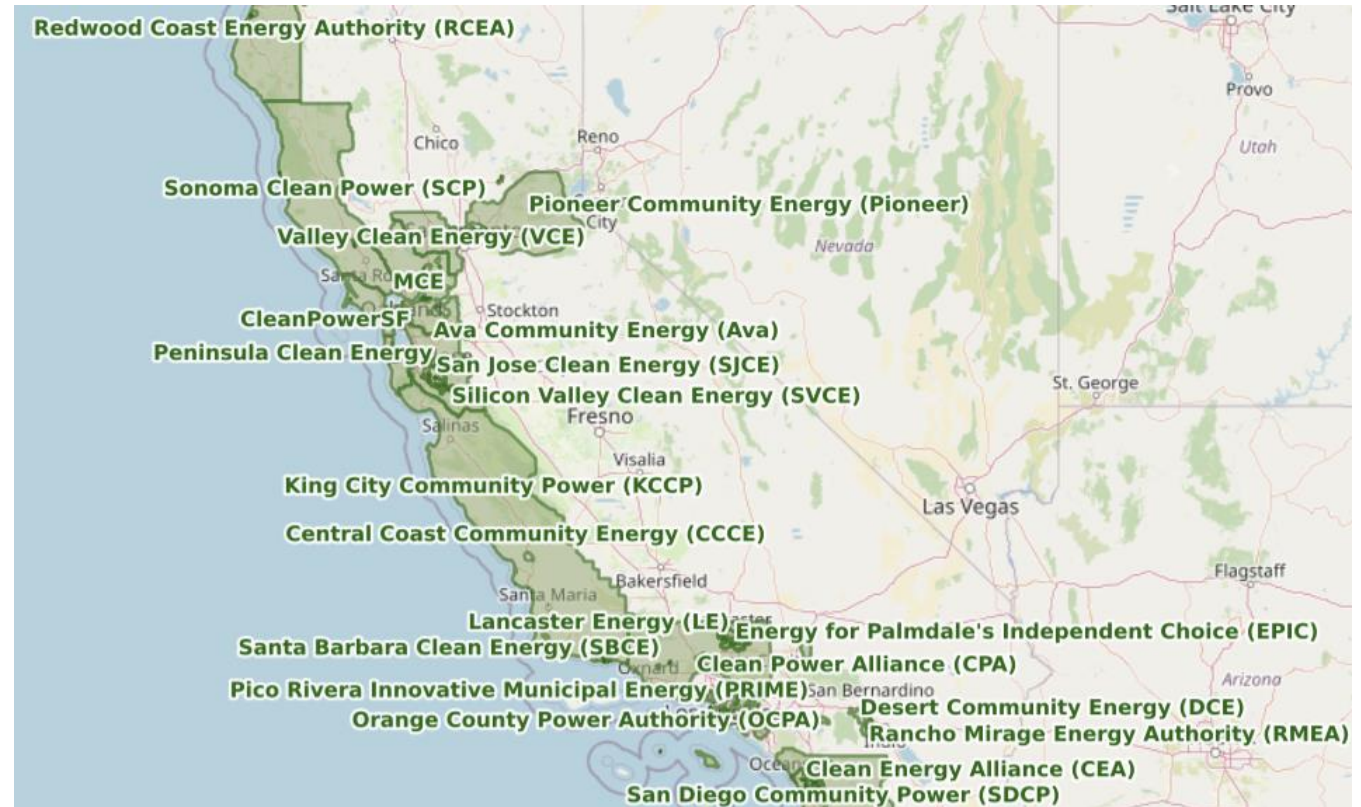 Salt Lake City
Redwood Coast Energy Authority (RCEA)
Provo
Chico
Reno
Utah
Sonoma Clean Power (SCP)
Pioneer Community Energy (Pioneer)
City
Valley Clean Energy (VCE)
Nevada
MCE
Stockton
CleanPowerSF
Ava Community Energy (Ava)
Peninsula Clean Energy
San Jose Clean Energy (SJCE)
St. George
Silicon Valley Clean Energy (SVCE)
Fresno
Salinas
Visalia
King City Community Power (KCCP)
Las Vegas
Central Coast Community Energy (CCCE)
Flagstaff
Bakersfield
Santa Maria
Lancaster Energy (LE)
Energy for Palmdale's Independent Choice (EPIC)
Santa Barbara Clean Energy (SBCE)
Clean Power Alliance (CPA)
Oxnard
Arizona
Pico Rivera Innovative Municipal Energy (PRIME)
San Bernardino
Desert Community Energy (DCE)
Orange County Power Authority (OCPA)
Rancho Mirage Energy Authority (RMEA)
Clean Energy Alliance (CEA)
San Diego Community Power (SDCP)